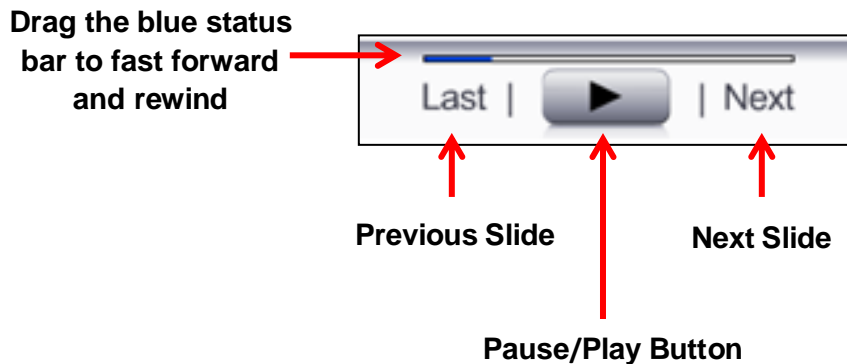 Drag the blue status
bar to fast forward
and rewind
Last | | Next
Previous Slide
Next Slide
Pause/Play Button